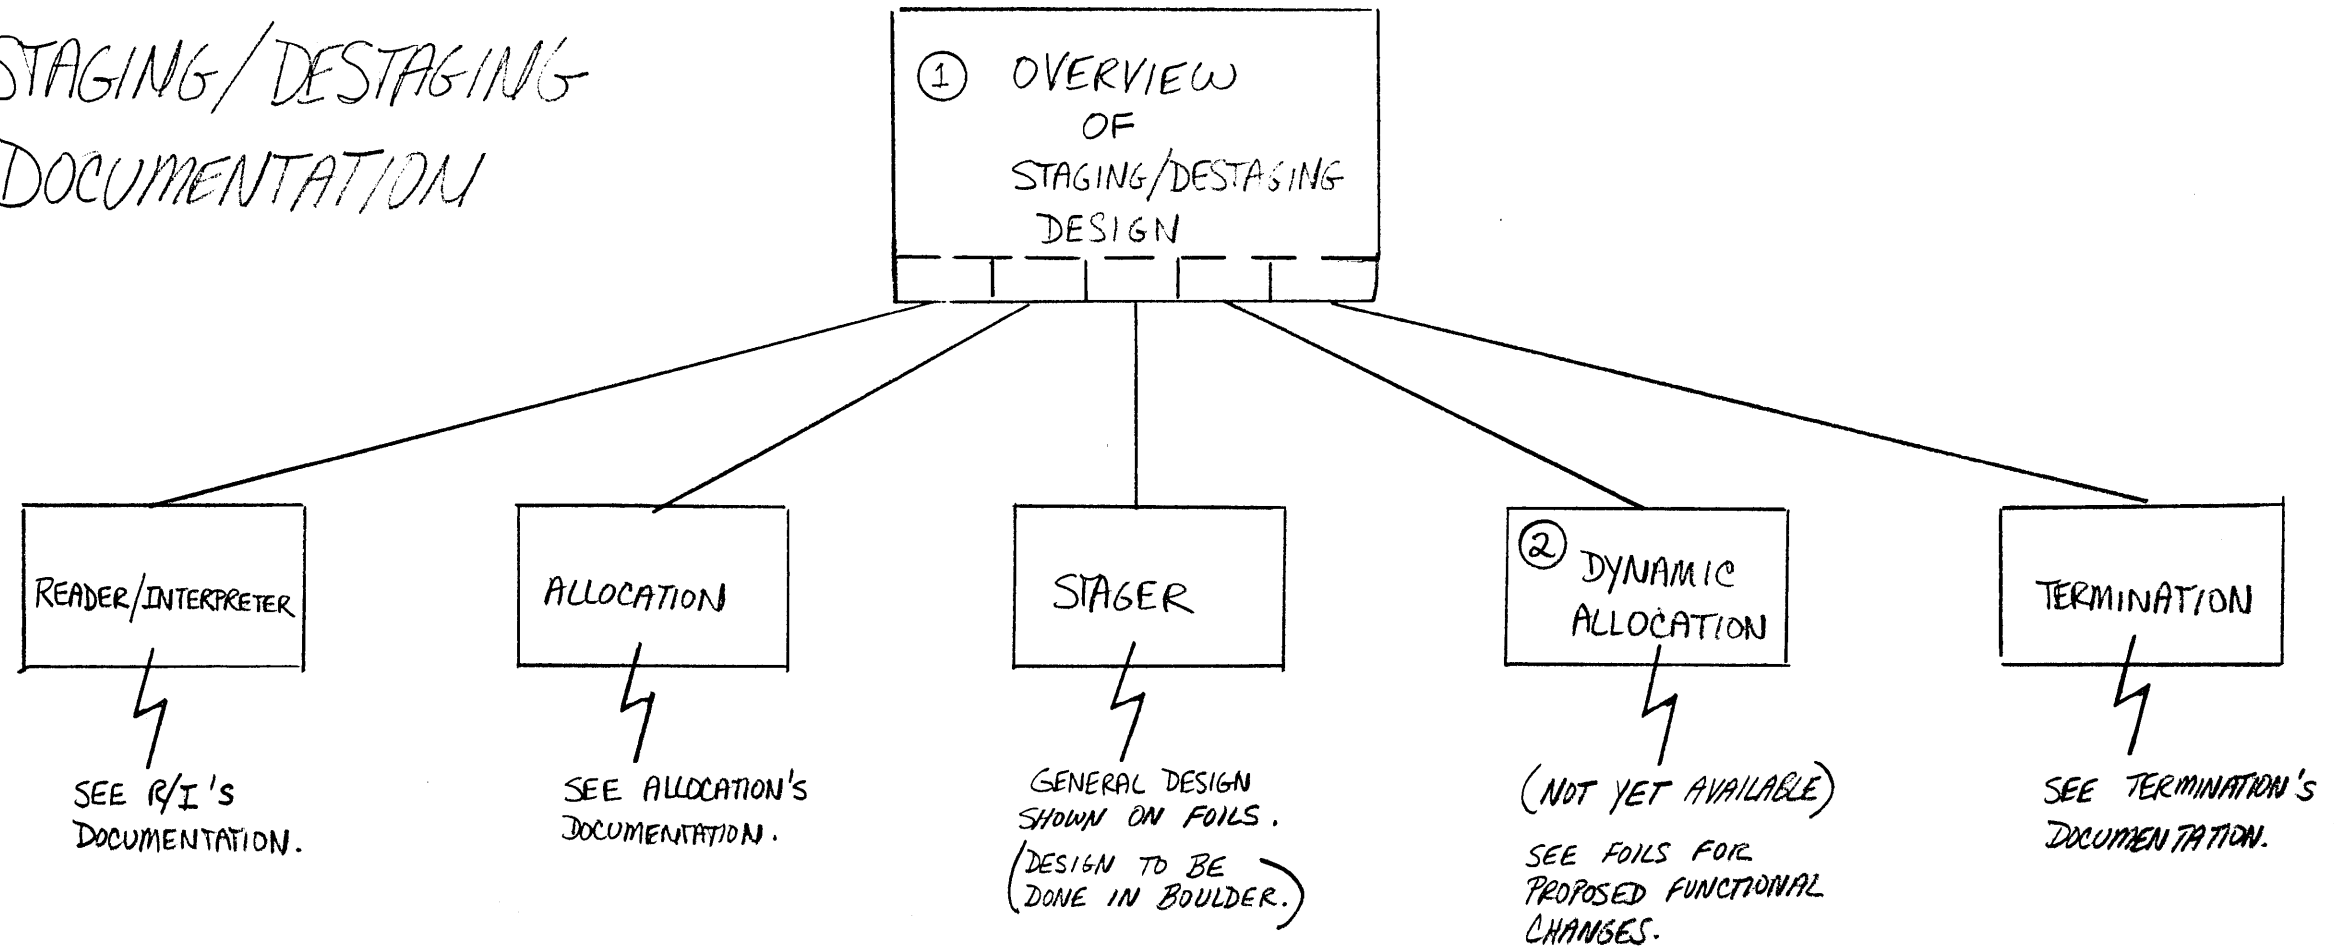 STAGING/DESTAGING
DOCUMENTATION
1 OVERVIEW
OF
STAGING/DESTAGING
DESIGN
READER/INTERPRETER
ALLOCATION
STAGER
2 DYNAMIC
ALLOCATION
TERMINATION
SEE R/I'S
DOCUMENTATION.
SEE ALLOCATION'S
DOCUMENTATION.
GENERAL DESIGN
SHOWN ON FOILS.
(DESIGN TO BE
DONE IN BOULDER.)
(NOT YET AVAILABLE)
SEE FOILS FOR
PROPOSED FUNCTIONAL
CHANGES.
SEE TERMINATION'S
DOCUMENTATION.